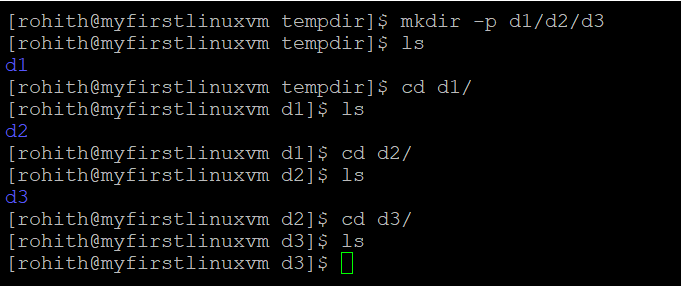 [rohith@myfirstlinuxvm tempdir]$ mkdir -p d1/d2/d3
[rohith@myfirstlinuxvm tempdir]$ ls
d1
[rohith@myfirstlinuxvm tempdir]$ cd d1/
[rohith@myfirstlinuxvm d1]$ ls
d2
[rohith@myfirstlinuxvm d1]$ cd d2/
[rohith@myfirstlinuxvm d2]$ ls
d3
[rohith@myfirstlinuxvm d2]$ cd d3/
[rohith@myfirstlinuxvm d3]$ ls
[rohith@myfirstlinuxvm d3]$